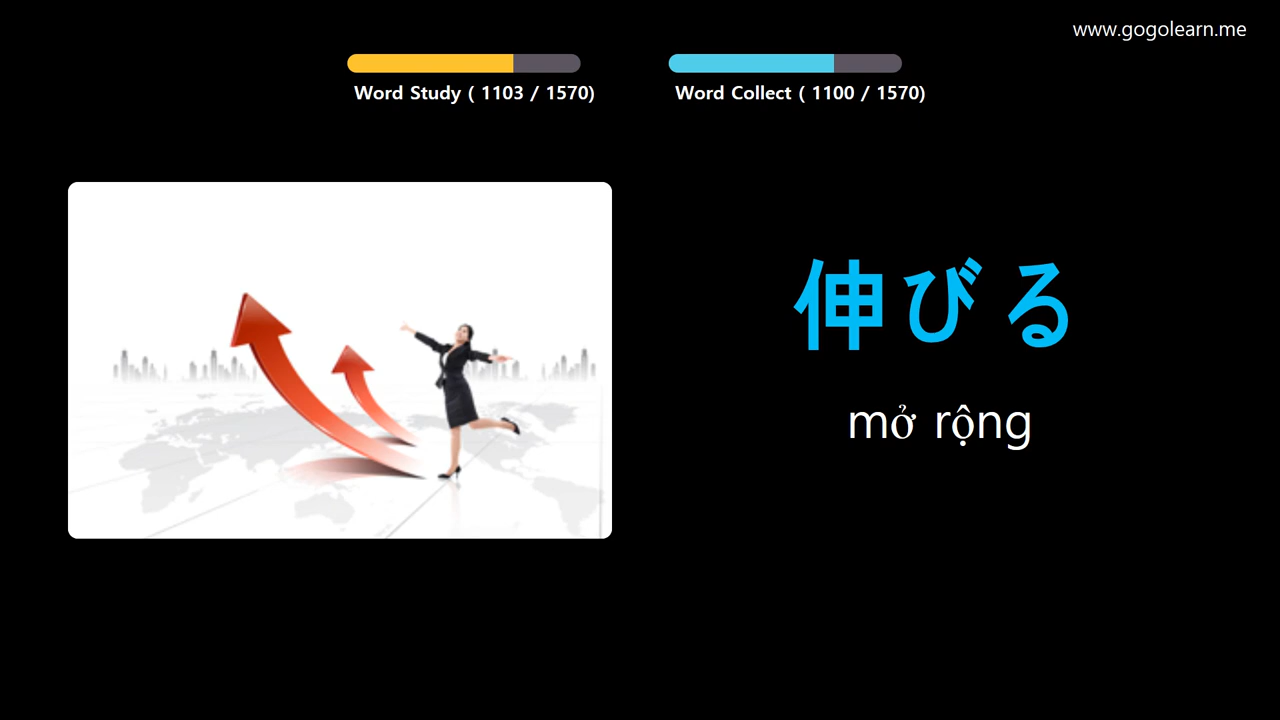 www.gogolearn.me
Word Study ( 1103 / 1570)
Word Collect ( 1100 / 1570)
伸びる
mở rộng